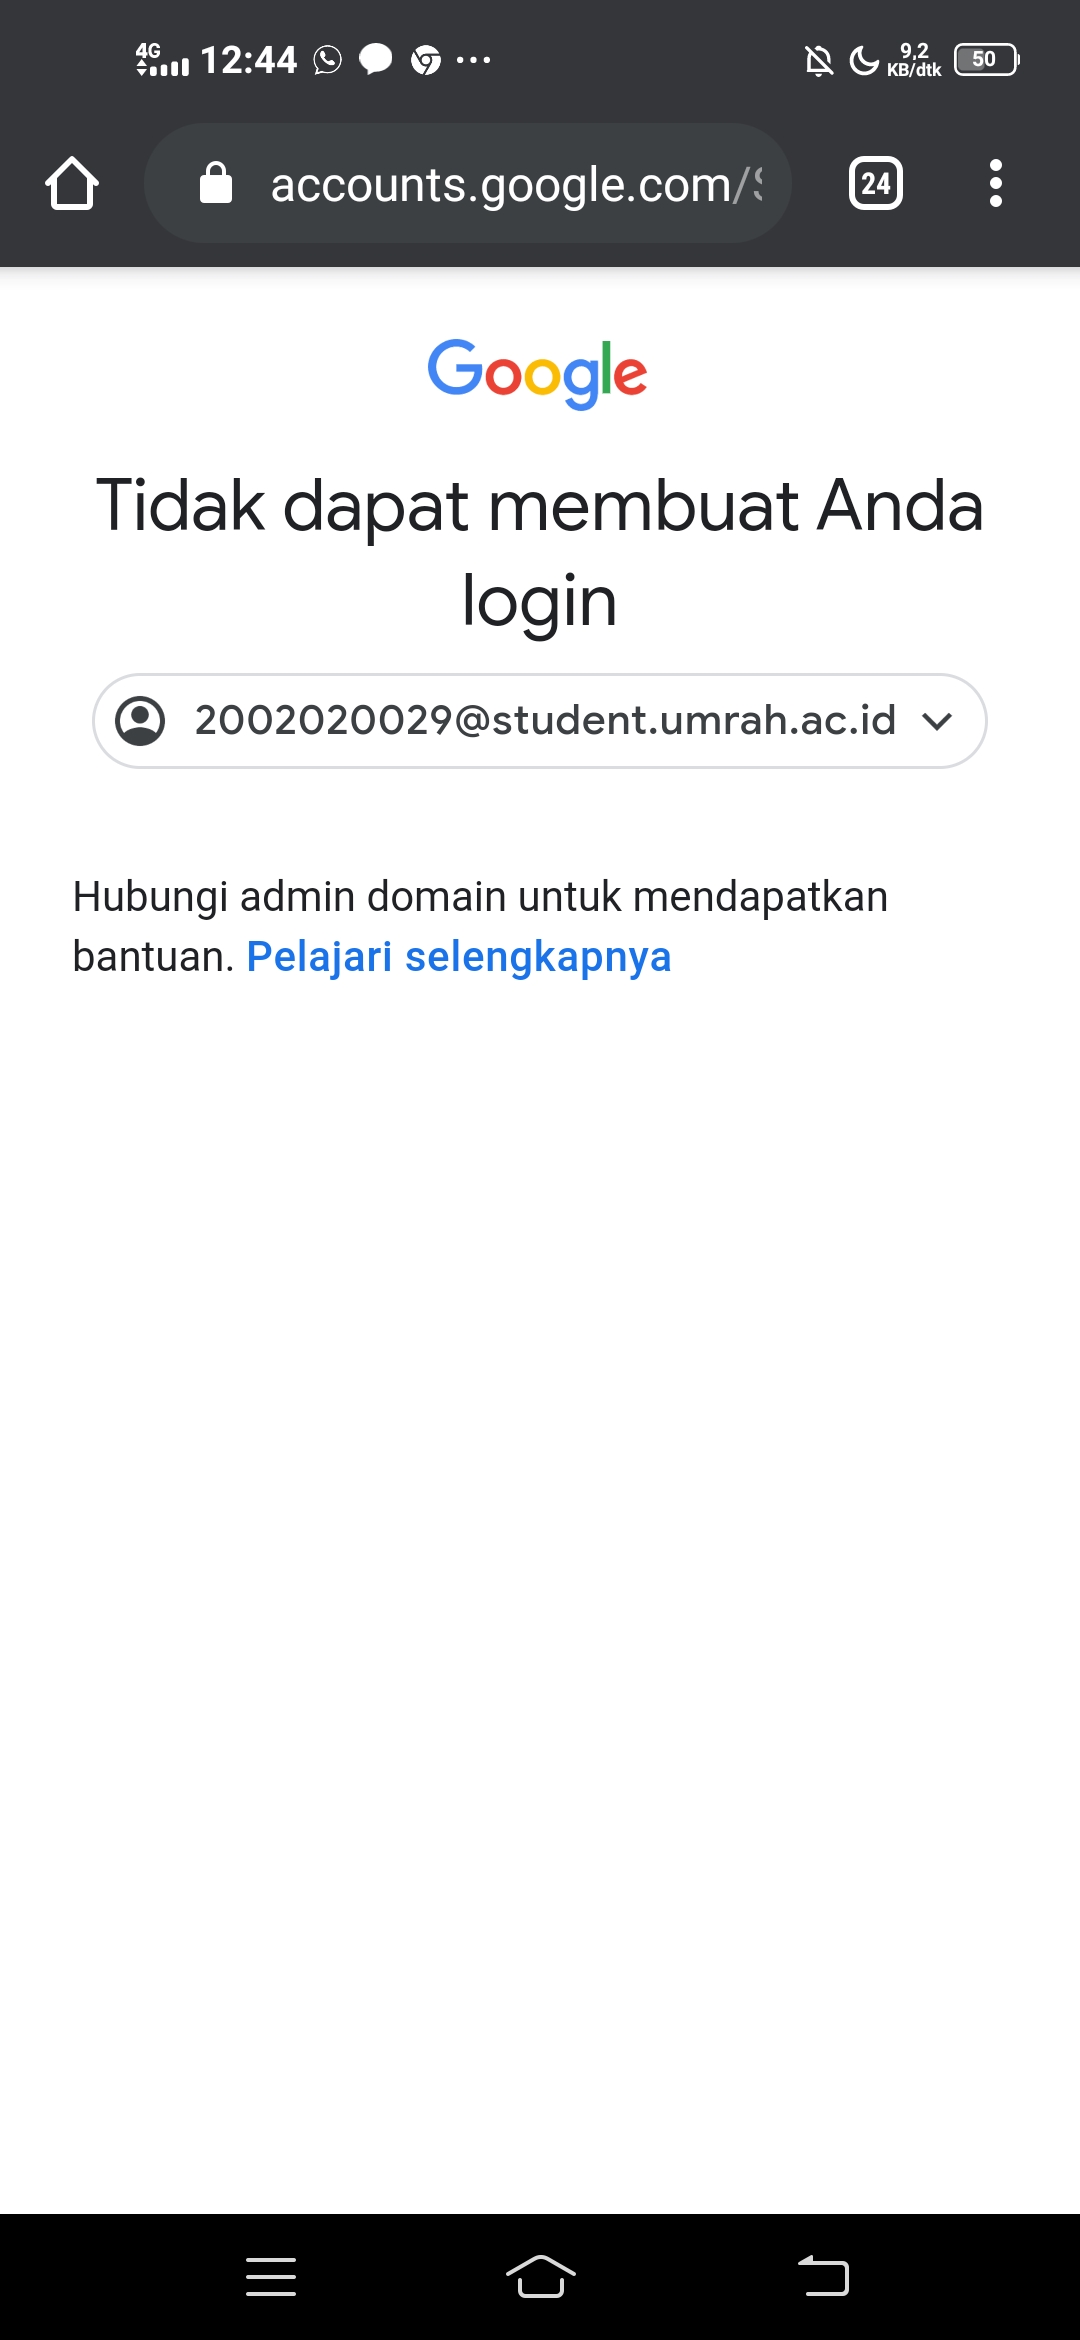 4G 12:44 9,2 KB/dtk 50
accounts.google.com/ 24
Google
Tidak dapat membuat Anda
login
2002020029@student.umrah.ac.id
Hubungi admin domain untuk mendapatkan
bantuan. Pelajari selengkapnya